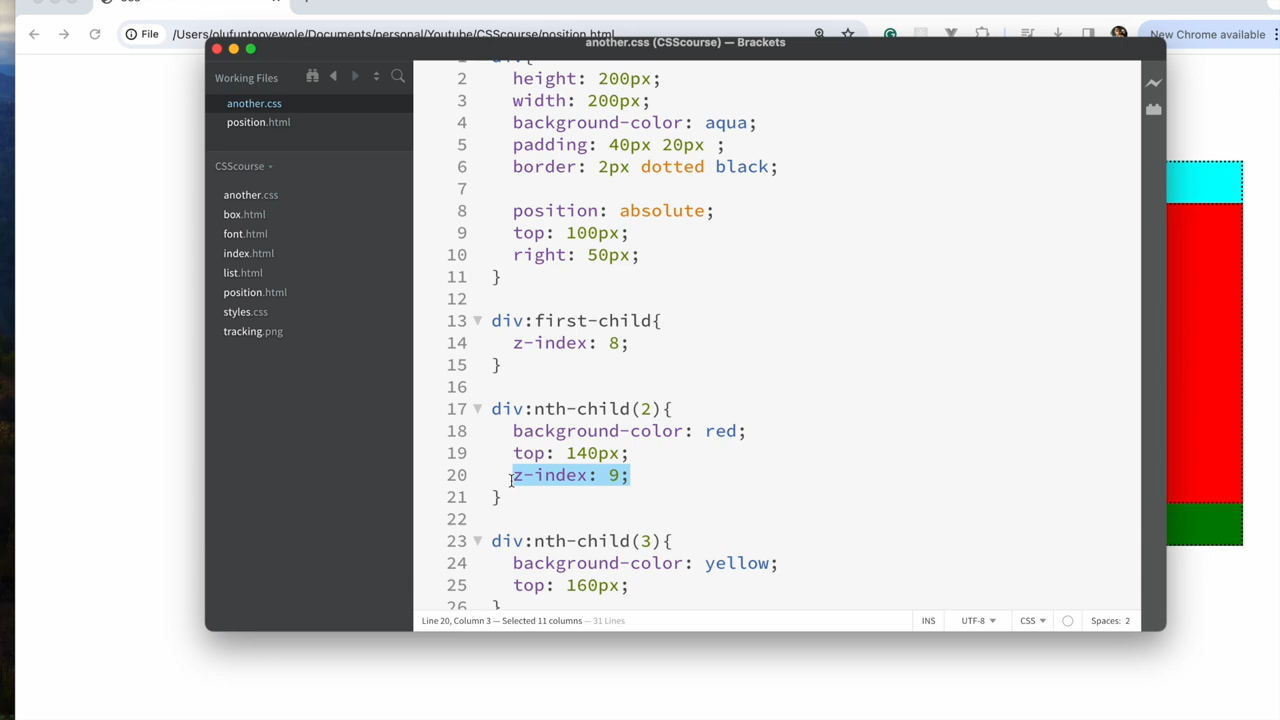 File
/Users/olufuntooyewole/Documents/personal/Youtube/CSScourse/position.html
New Chrome available
another.css (CSScourse) — Brackets
Working Files
another.css
position.html
CSScourse
another.css
box.html
font.html
index.html
list.html
position.html
styles.css
tracking.png
div{
2 height: 200px;
3 width: 200px;
4 background-color: aqua;
5 padding: 40px 20px ;
6 border: 2px dotted black;
7
8 position: absolute;
9 top: 100px;
10 right: 50px;
11 }
12
13 div:first-child{
14 z-index: 8;
15 }
16
17 div:nth-child(2){
18 background-color: red;
19 top: 140px;
20 z-index: 9;
21 }
22
23 div:nth-child(3){
24 background-color: yellow;
25 top: 160px;
26 }
Line 20, Column 3 — Selected 11 columns — 31 Lines
INS
UTF-8
CSS
Spaces: 2